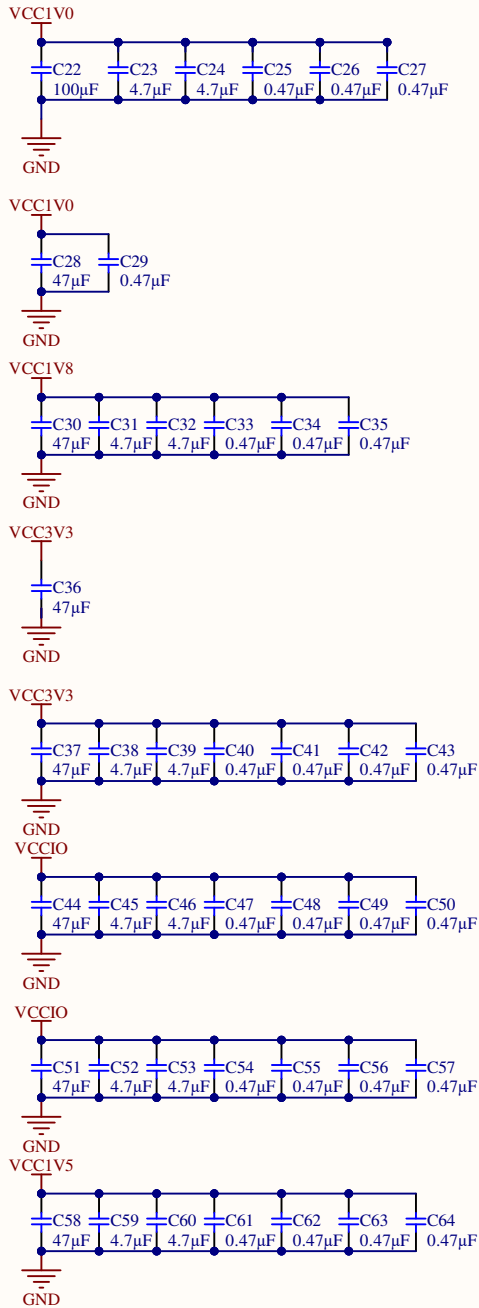 VCC1V0
C22 C23 C24 C25 C26 C27
100µF 4.7µF 4.7µF 0.47µF 0.47µF 0.47µF
GND
VCC1V0
C28 C29
47µF 0.47µF
GND
VCC1V8
C30 C31 C32 C33 C34 C35
47µF 4.7µF 4.7µF 0.47µF 0.47µF 0.47µF
GND
VCC3V3
C36
47µF
GND
VCC3V3
C37 C38 C39 C40 C41 C42 C43
47µF 4.7µF 4.7µF 0.47µF 0.47µF 0.47µF 0.47µF
GND
VCCIO
C44 C45 C46 C47 C48 C49 C50
47µF 4.7µF 4.7µF 0.47µF 0.47µF 0.47µF 0.47µF
GND
VCCIO
C51 C52 C53 C54 C55 C56 C57
47µF 4.7µF 4.7µF 0.47µF 0.47µF 0.47µF 0.47µF
GND
VCC1V5
C58 C59 C60 C61 C62 C63 C64
47µF 4.7µF 4.7µF 0.47µF 0.47µF 0.47µF 0.47µF
GND